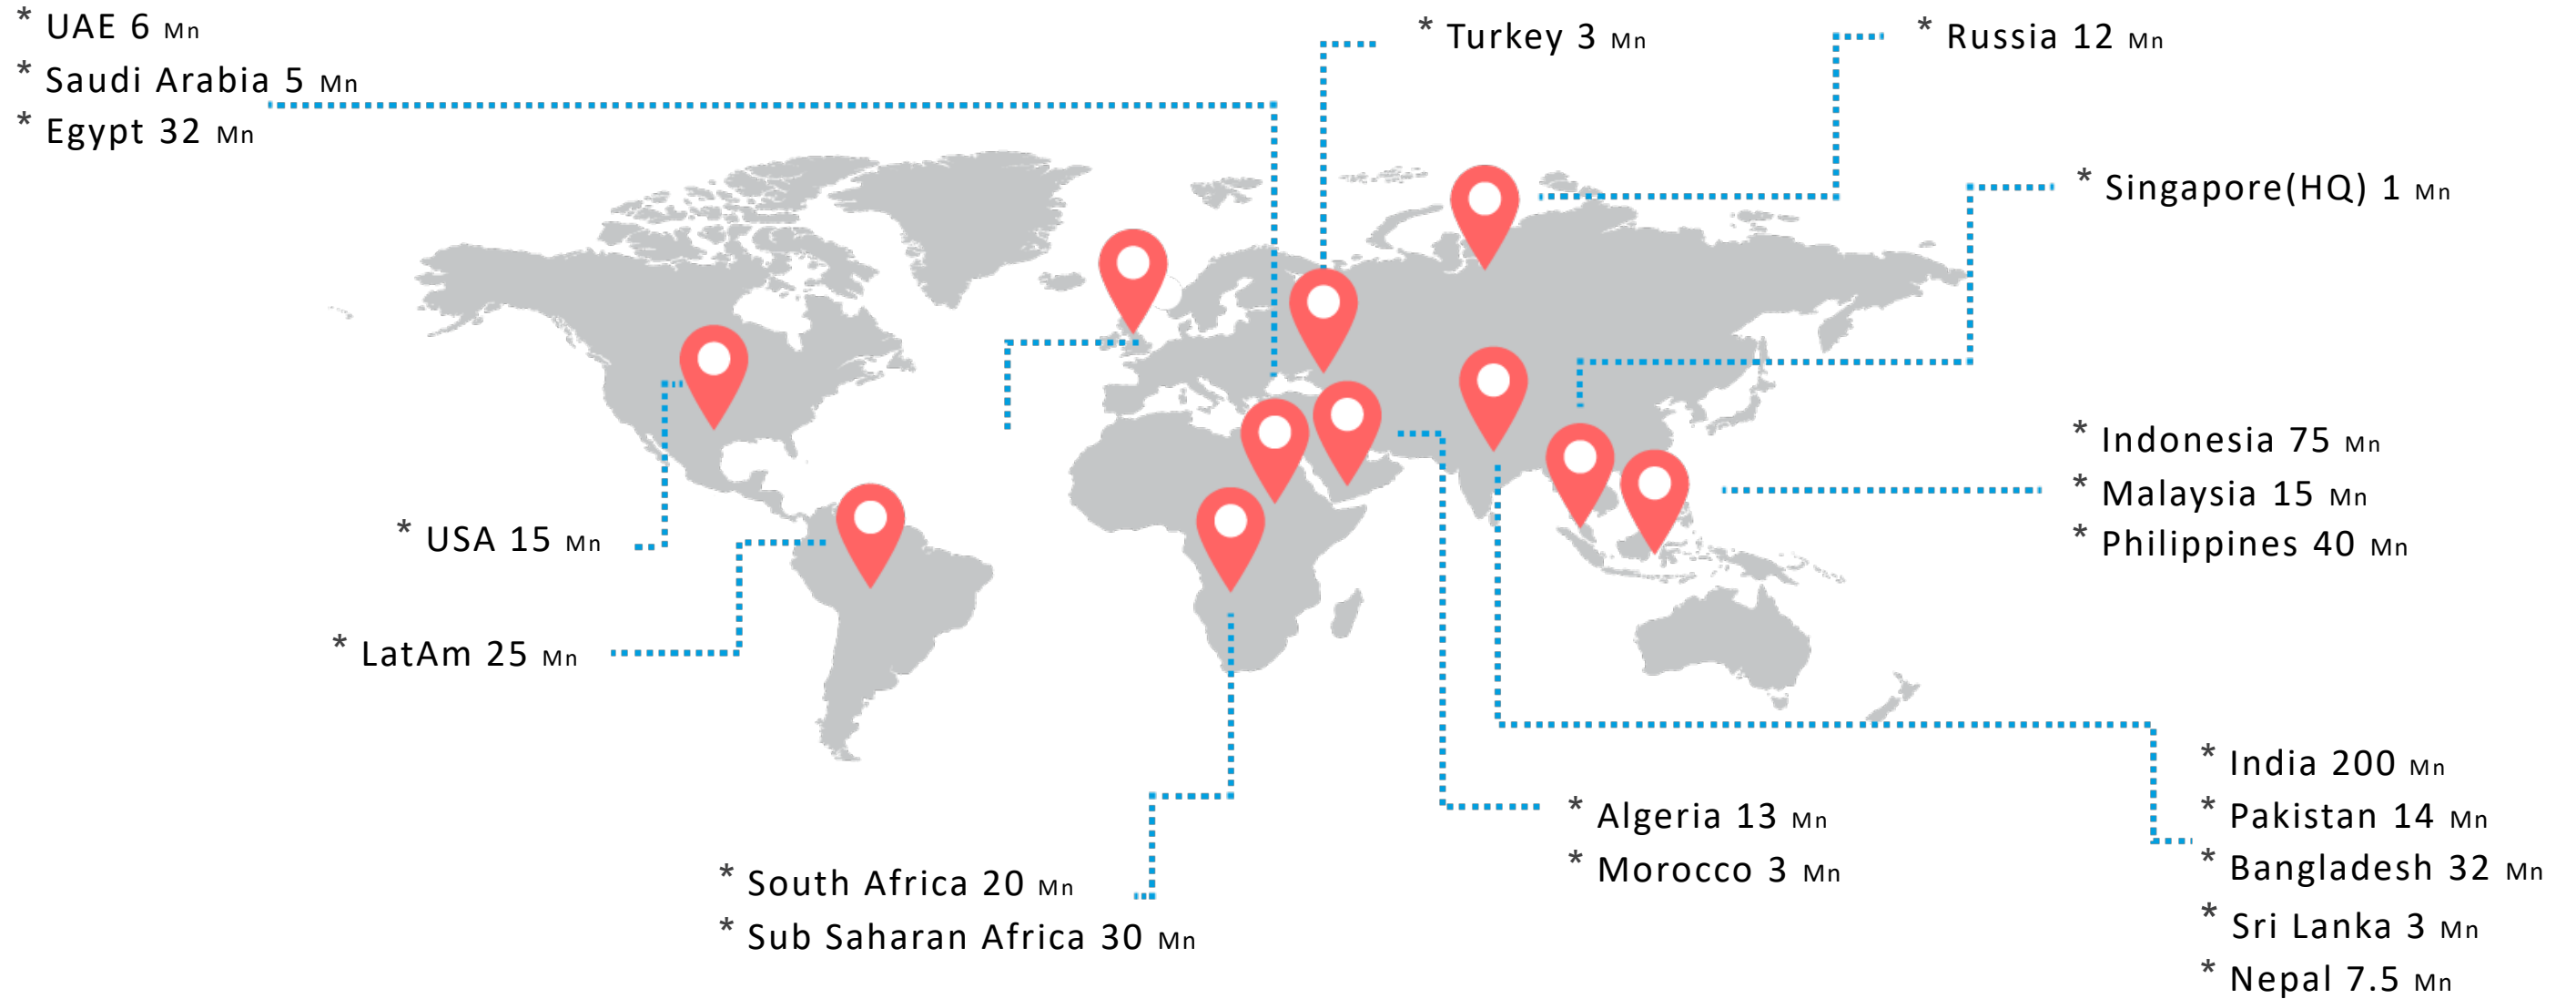 * UAE 6 Mn
* Saudi Arabia 5 Mn
* Egypt 32 Mn
* Turkey 3 Mn
* Russia 12 Mn
* Singapore(HQ) 1 Mn
* Indonesia 75 Mn
* Malaysia 15 Mn
* Philippines 40 Mn
* USA 15 Mn
* LatAm 25 Mn
* South Africa 20 Mn
* Sub Saharan Africa 30 Mn
* Algeria 13 Mn
* Morocco 3 Mn
* India 200 Mn
* Pakistan 14 Mn
* Bangladesh 32 Mn
* Sri Lanka 3 Mn
* Nepal 7.5 Mn